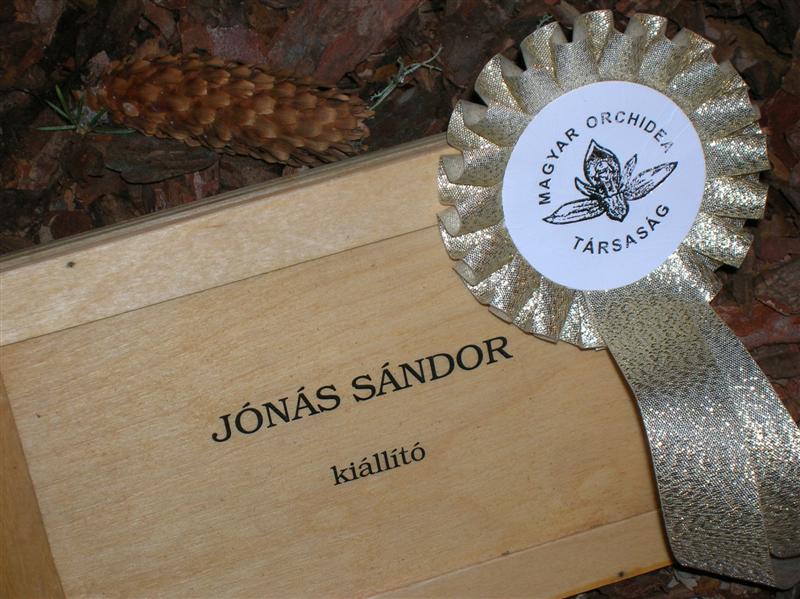 MAGYAR ORCHIDEA
TÁRSASÁG
JÓNÁS SÁNDOR
kiállító